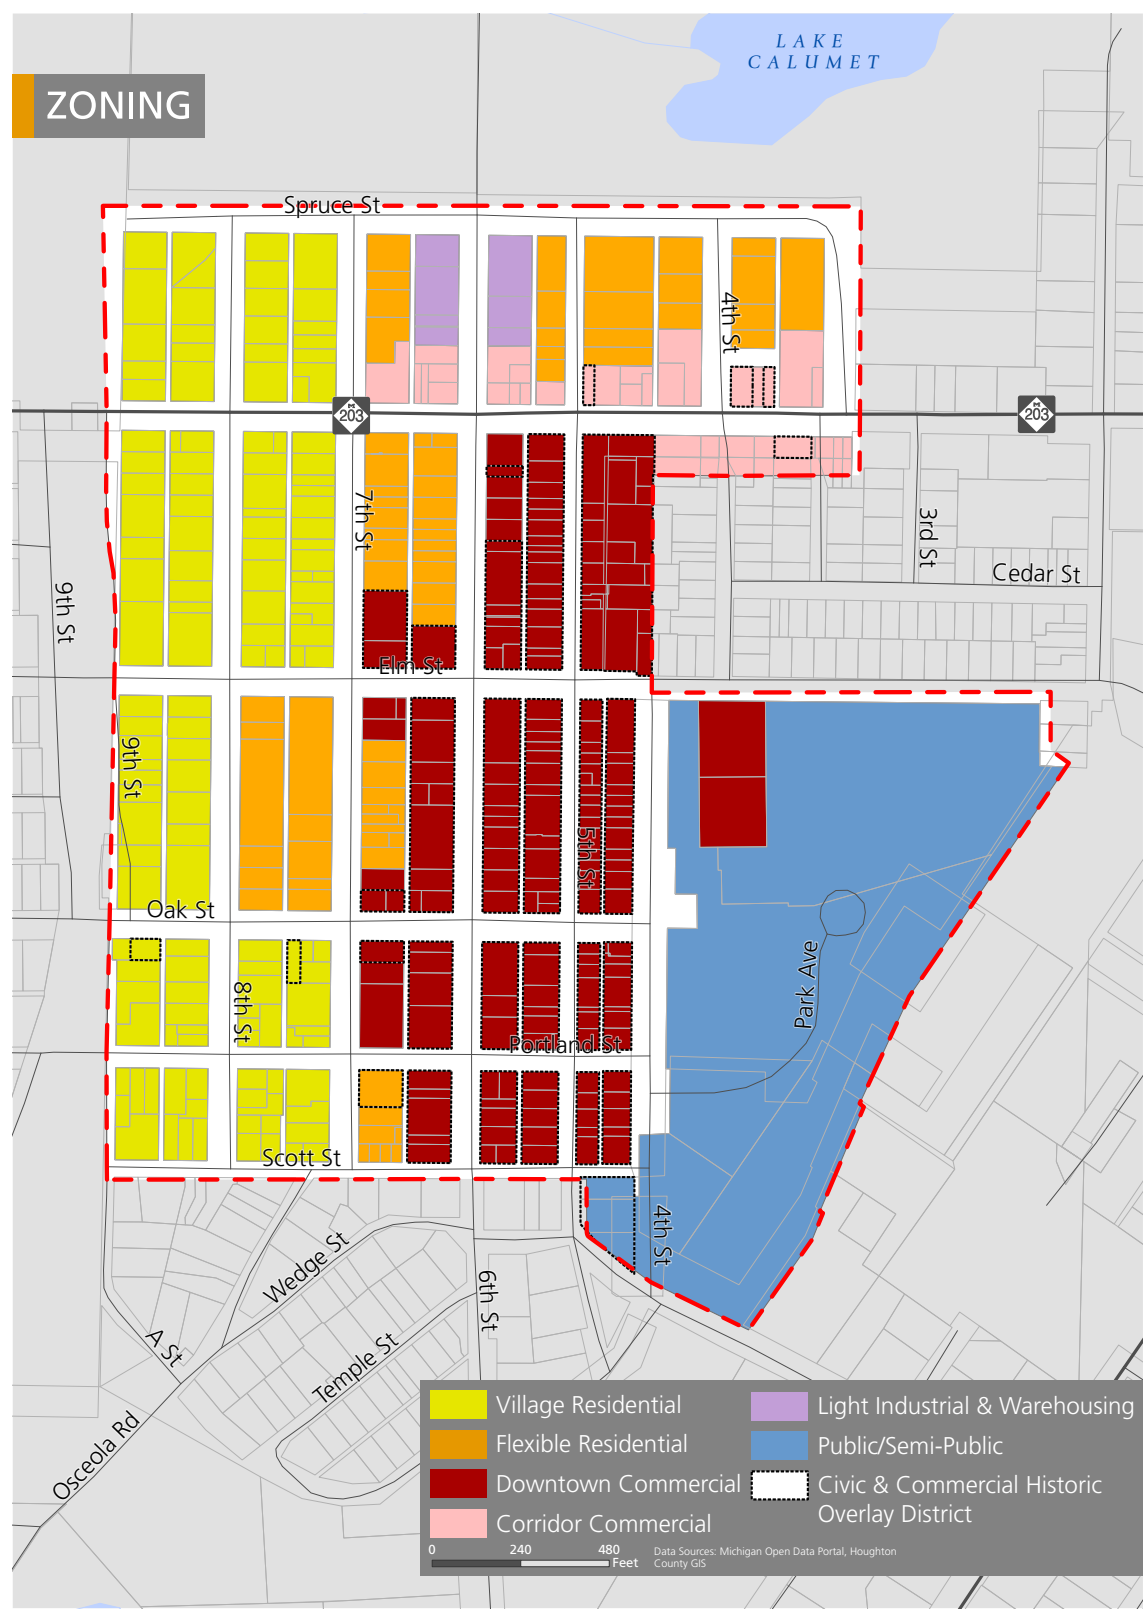 LAKE
CALUMET
ZONING
Spruce St
4th St
M
203
M
203
7th St
3rd St
Cedar St
9th St
Elm St
9th St
5th St
Oak St
Park Ave
8th St
Portland St
Scott St
4th St
Wedge St
6th St
A St
Temple St
Osceola Rd
Village Residential
Flexible Residential
Downtown Commercial
Corridor Commercial
Light Industrial & Warehousing
Public/Semi-Public
Civic & Commercial Historic
Overlay District
0 240 480
Feet
Data Sources: Michigan Open Data Portal, Houghton
County GIS